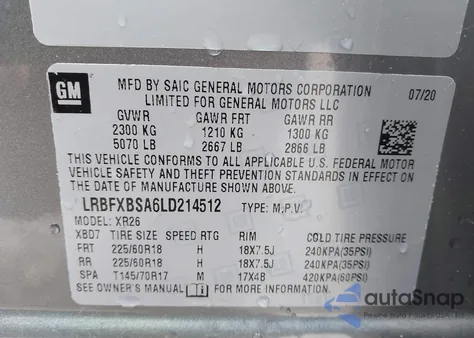 GM
MFD BY SAIC GENERAL MOTORS CORPORATION 07/20
LIMITED FOR GENERAL MOTORS LLC
GVWR GAWR FRT GAWR RR
2300 KG 1210 KG 1300 KG
5070 LB 2667 LB 2866 LB
THIS VEHICLE CONFORMS TO ALL APPLICABLE U.S. FEDERAL MOTOR
VEHICLE SAFETY AND THEFT PREVENTION STANDARDS IN EFFECT ON
THE DATE OF MANUFACTURE SHOWN ABOVE.
LRBFXBSA6LD214512 TYPE: M.P.V.
MODEL: XR26
XBD7 TIRE SIZE SPEED RTG RIM COLD TIRE PRESSURE
FRT 225/60R18 H 18X7.5J 240KPA(35PSI)
RR 225/60R18 H 18X7.5J 240KPA(35PSI)
SPA T145/70R17 M 17X4B 420KPA(60PSI)
SEE OWNER'S MANUAL FOR MORE INFORMATION.
autoSnap